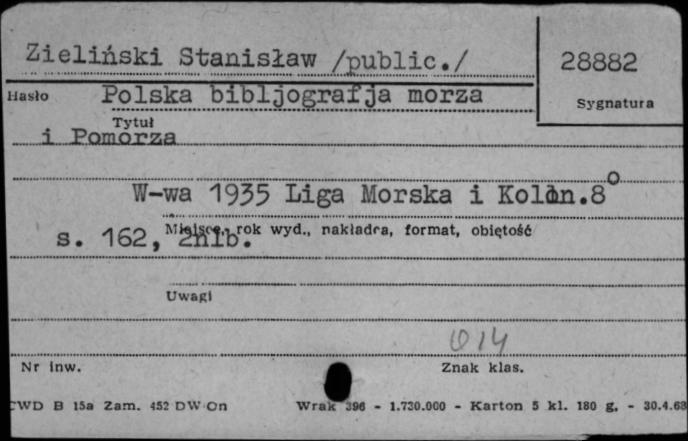 Zieliński Stanisław /public./
28882
Hasło Polska bibljografja morza
Sygnatura
Tytuł
i Pomorza
W-wa 1935 Liga Morska i Kolon.8°
Miejsce, rok wyd., nakładca, format, objętość
s. 162, 2nlb.
Uwagi
014
Nr inw.
Znak klas.
CWD B 15a Zam. 452 DW On Wrak 396 - 1.730.000 - Karton 5 kl. 180 g. - 30.4.68